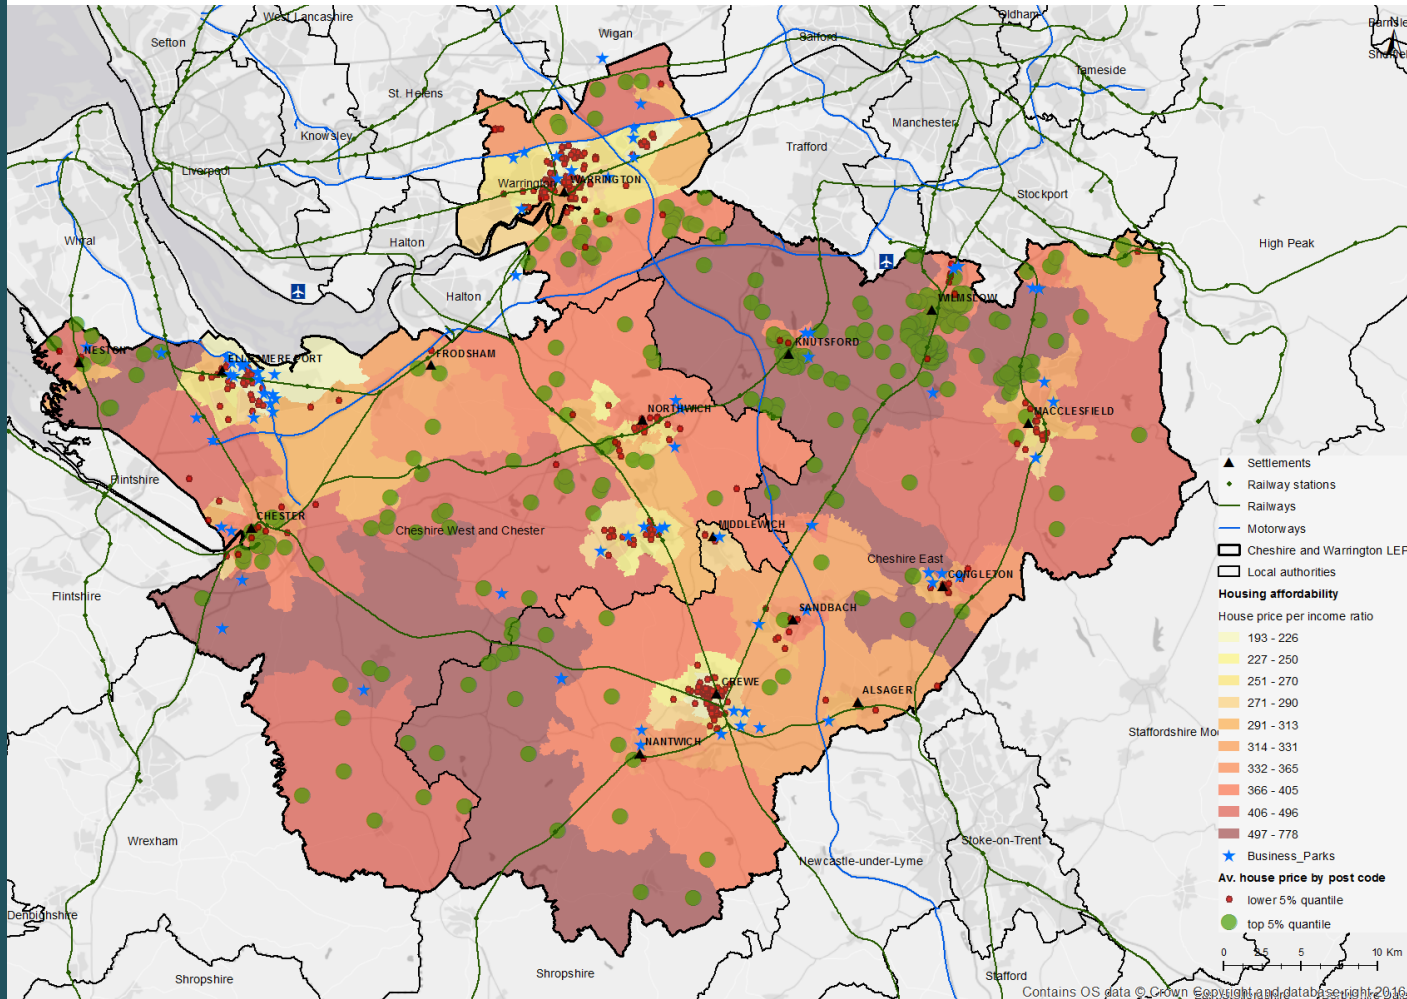 West Lancashire
Oldham
Sefton
Wigan
Salford
Barnsle
N
Sheffield
Tameside
St. Helens
Manchester
Knowsley
Trafford
Liverpool
Warrington
WARRINGTON
Stockport
Wirral
Halton
High Peak
Halton
WILMSLOW
NESTON
ELLESMERE PORT
FRODSHAM
KNUTSFORD
NORTHWICH
MACCLESFIELD
Flintshire
CHESTER
Cheshire West and Chester
MIDDLEWICH
Cheshire East
CONGLETON
Flintshire
SANDBACH
CREWE
ALSAGER
NANTWICH
Staffordshire Moo
Wrexham
Stoke-on-Trent
Newcastle-under-Lyme
Denbighshire
Shropshire
Shropshire
Stafford
Settlements
Railway stations
Railways
Motorways
Cheshire and Warrington LEP
Local authorities
Housing affordability
House price per income ratio
193 - 226
227 - 250
251 - 270
271 - 290
291 - 313
314 - 331
332 - 365
366 - 405
406 - 496
497 - 778
Business_Parks
Av. house price by post code
lower 5% quantile
top 5% quantile
0 2.5 5 10 Km
Contains OS data © Crown Copyright and database right 2016